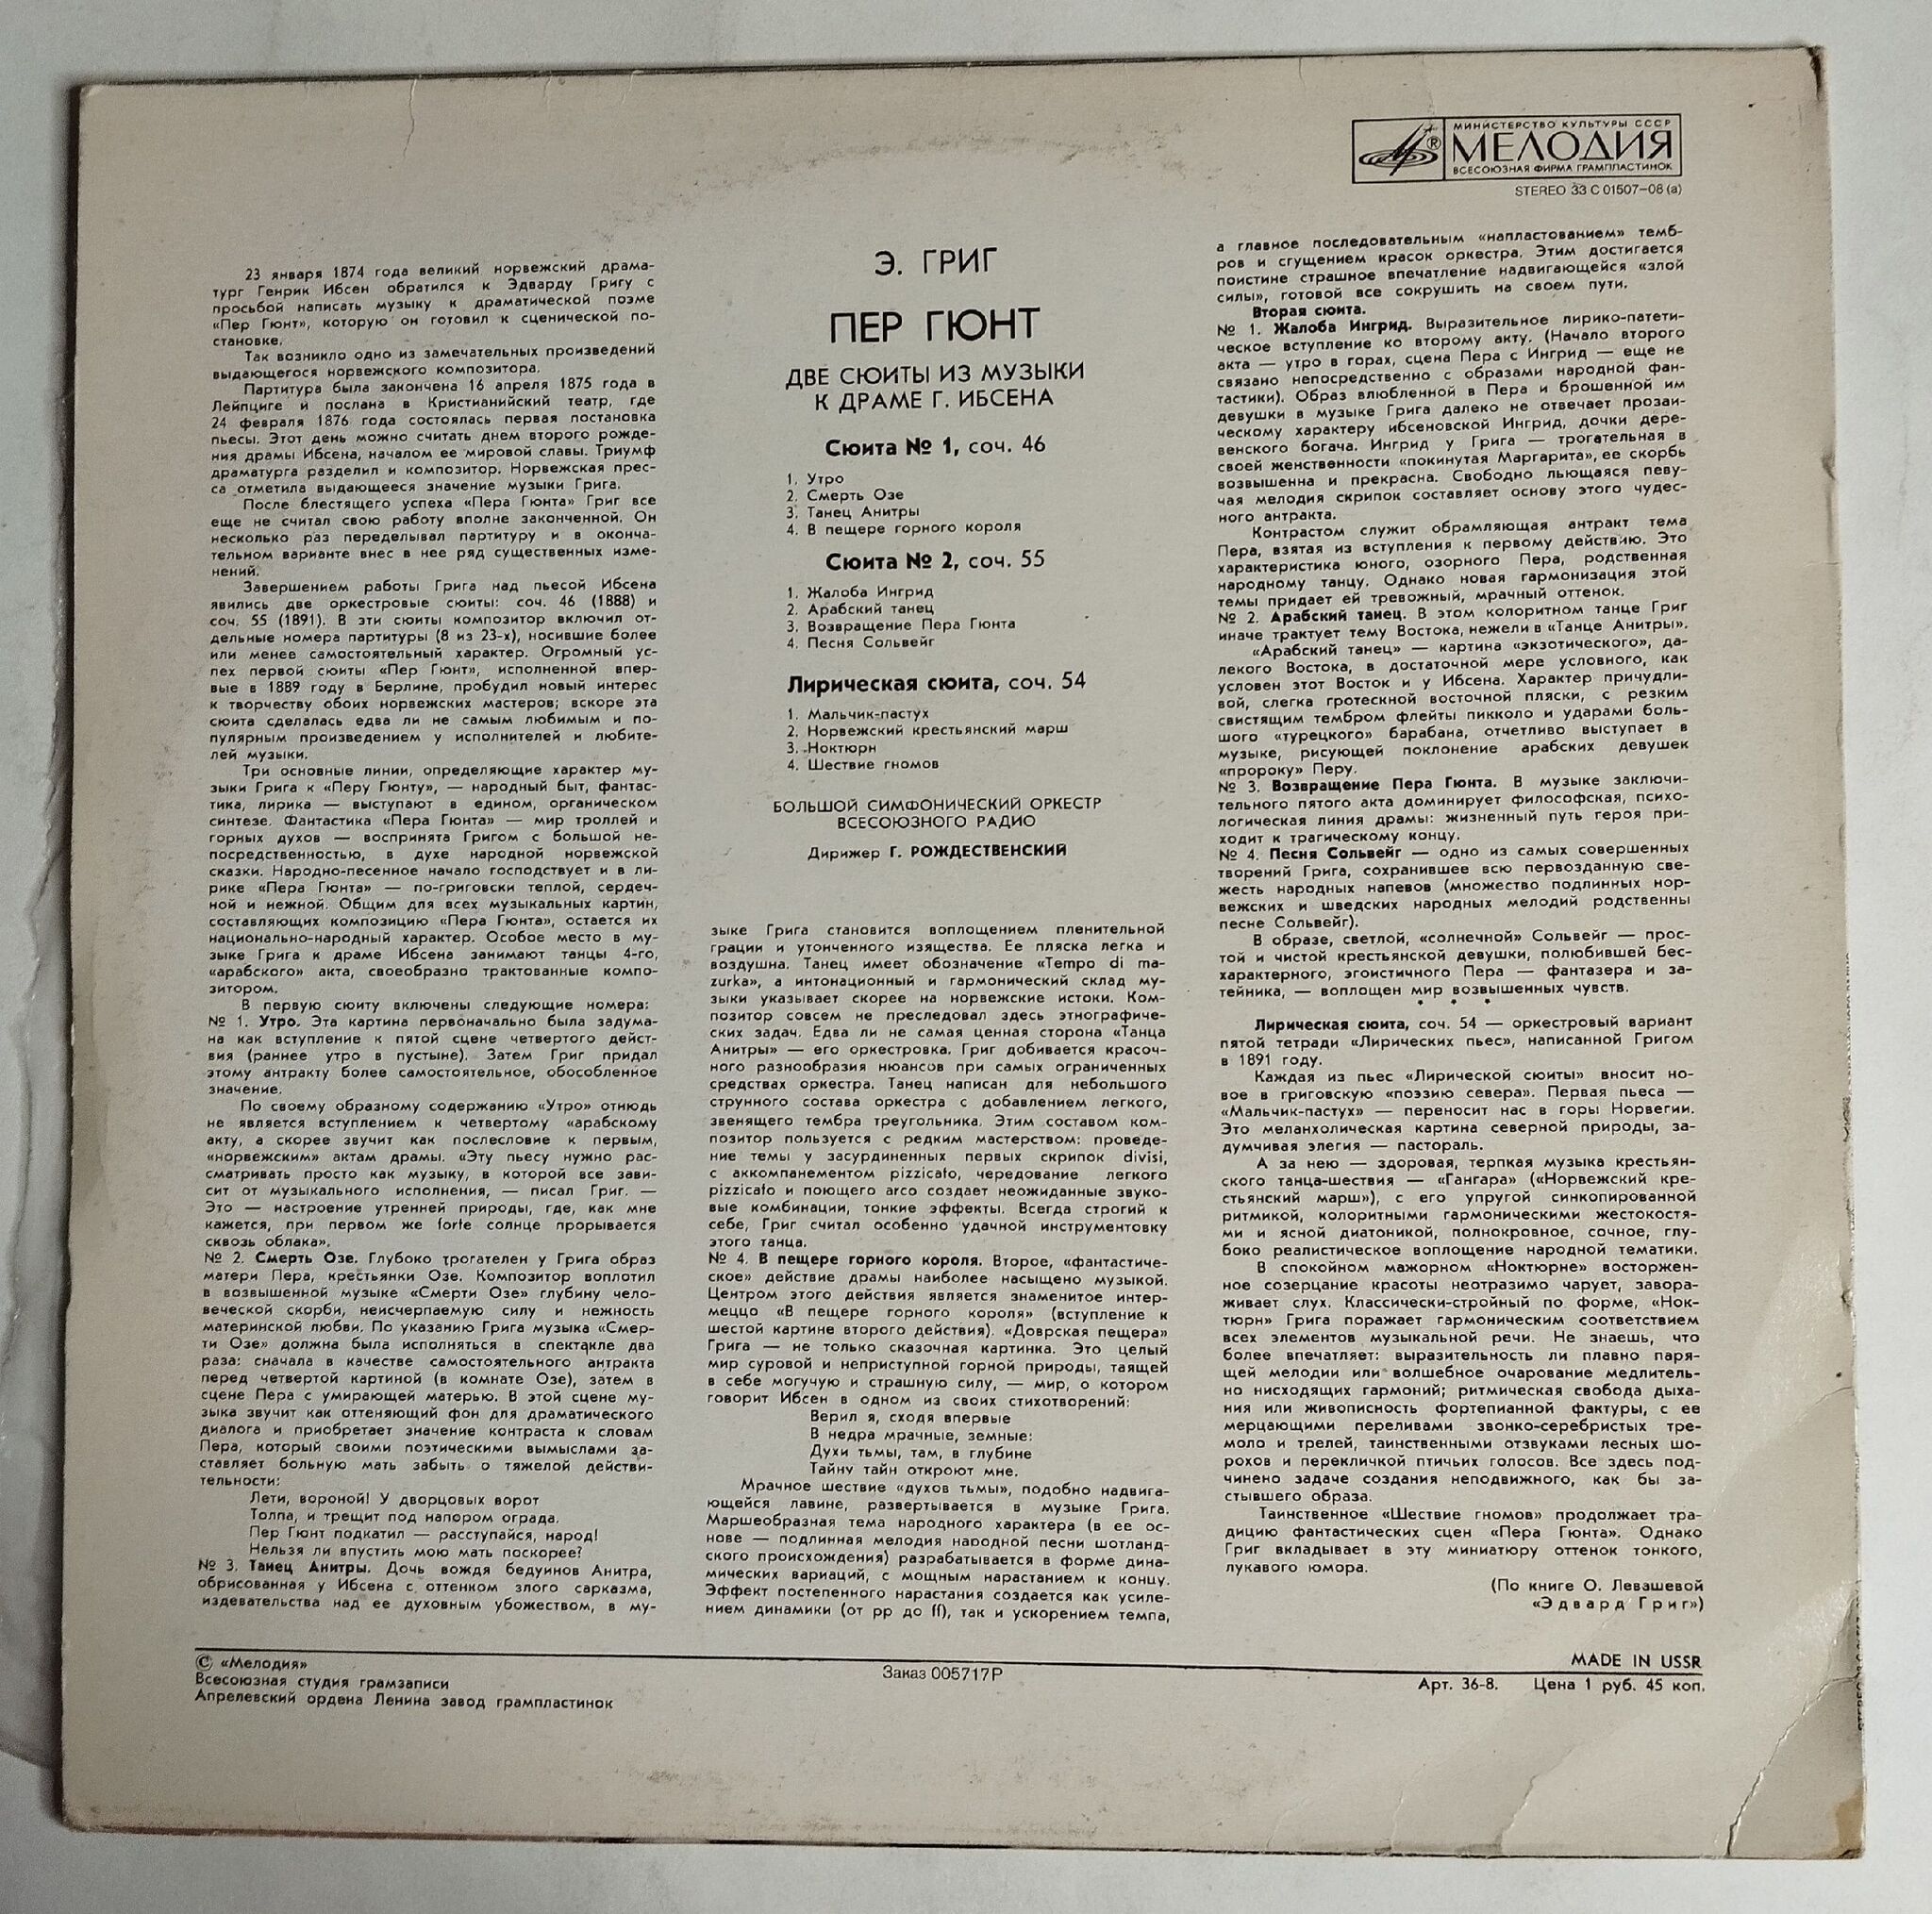 МИНИСТЕРСТВО КУЛЬТУРЫ СССР
МЕЛОДИЯ
ВСЕСОЮЗНАЯ ФИРМА ГРАМПЛАСТИНОК
STEREO 33 С 01507–08 (а)
23 января 1874 года великий норвежский драма-
тург Генрик Ибсен обратился к Эдварду Григу с
просьбой написать музыку к драматической поэме
«Пер Гюнт», которую он готовил к сценической по-
становке.
Так возникло одно из замечательных произведений
выдающегося норвежского композитора.
Партитура была закончена 16 апреля 1875 года в
Лейпциге и послана в Кристианийский театр, где
24 февраля 1876 года состоялась первая постановка
пьесы. Этот день можно считать днем второго рожде-
ния драмы Ибсена, началом ее мировой славы. Триумф
драматурга разделил и композитор. Норвежская прес-
са отметила выдающееся значение музыки Грига.
После блестящего успеха «Пера Гюнта» Григ все
еще не считал свою работу вполне законченной. Он
несколько раз переделывал партитуру и в оконча-
тельном варианте внес в нее ряд существенных изме-
нений.
Завершением работы Грига над пьесой Ибсена
явились две оркестровые сюиты: соч. 46 (1888) и
соч. 55 (1891). В эти сюиты композитор включил от-
дельные номера партитуры (8 из 23-х), носившие более
или менее самостоятельный характер. Огромный ус-
пех первой сюиты «Пер Гюнт», исполненной впер-
вые в 1889 году в Берлине, пробудил новый интерес
к творчеству обоих норвежских мастеров; вскоре эта
сюита сделалась едва ли не самым любимым и по-
пулярным произведением у исполнителей и любите-
лей музыки.
Три основные линии, определяющие характер му-
зыки Грига к «Перу Гюнту», — народный быт, фантас-
тика, лирика — выступают в едином, органическом
синтезе. Фантастика «Пера Гюнта» — мир троллей и
горных духов — воспринята Григом с большой не-
посредственностью, в духе народной норвежской
сказки. Народно-песенное начало господствует и в ли-
рике «Пера Гюнта» — по-григовски теплой, сердеч-
ной и нежной. Общим для всех музыкальных картин,
составляющих композицию «Пера Гюнта», остается их
национально-народный характер. Особое место в му-
зыке Грига к драме Ибсена занимают танцы 4-го,
«арабского» акта, своеобразно трактованные компо-
зитором.
В первую сюиту включены следующие номера:
№ 1. Утро. Эта картина первоначально была задума-
на как вступление к пятой сцене четвертого дейст-
вия (раннее утро в пустыне). Затем Григ придал
этому антракту более самостоятельное, обособленное
значение.
По своему образному содержанию «Утро» отнюдь
не является вступлением к четвертому «арабскому
акту, а скорее звучит как послесловие к первым,
«норвежским» актам драмы. «Эту пьесу нужно рас-
сматривать просто как музыку, в которой все зави-
сит от музыкального исполнения, — писал Григ. —
Это — настроение утренней природы, где, как мне
кажется, при первом же forte солнце прорывается
сквозь облака».
№ 2. Смерть Озе. Глубоко трогателен у Грига образ
матери Пера, крестьянки Озе. Композитор воплотил
в возвышенной музыке «Смерти Озе» глубину чело-
веческой скорби, неисчерпаемую силу и нежность
материнской любви. По указанию Грига музыка «Смер-
ти Озе» должна была исполняться в спектакле два
раза: сначала в качестве самостоятельного антракта
перед четвертой картиной (в комнате Озе), затем в
сцене Пера с умирающей матерью. В этой сцене му-
зыка звучит как оттеняющий фон для драматического
диалога и приобретает значение контраста к словам
Пера, который своими поэтическими вымыслами за-
ставляет больную мать забыть о тяжелой действи-
тельности:
Лети, вороной! У дворцовых ворот
Толпа, и трещит под напором ограда.
Пер Гюнт подкатил — расступайся, народ!
Нельзя ли впустить мою мать поскорее?
№ 3. Танец Анитры. Дочь вождя бедуинов Анитра,
обрисованная у Ибсена с оттенком злого сарказма,
издевательства над ее духовным убожеством, в му-
Э. ГРИГ
ПЕР ГЮНТ
ДВЕ СЮИТЫ ИЗ МУЗЫКИ
К ДРАМЕ Г. ИБСЕНА
Сюита № 1, соч. 46
1. Утро
2. Смерть Озе
3. Танец Анитры
4. В пещере горного короля
Сюита № 2, соч. 55
1. Жалоба Ингрид
2. Арабский танец
3. Возвращение Пера Гюнта
4. Песня Сольвейг
Лирическая сюита, соч. 54
1. Мальчик-пастух
2. Норвежский крестьянский марш
3. Ноктюрн
4. Шествие гномов
БОЛЬШОЙ СИМФОНИЧЕСКИЙ ОРКЕСТР
ВСЕСОЮЗНОГО РАДИО
Дирижер Г. РОЖДЕСТВЕНСКИЙ
зыке Грига становится воплощением пленительной
грации и утонченного изящества. Ее пляска легка и
воздушна. Танец имеет обозначение «Tempo di ma-
zurka», а интонационный и гармонический склад му-
зыки указывает скорее на норвежские истоки. Ком-
позитор совсем не преследовал здесь этнографиче-
ских задач. Едва ли не самая ценная сторона «Танца
Анитры» — его оркестровка. Григ добивается красоч-
ного разнообразия нюансов при самых ограниченных
средствах оркестра. Танец написан для небольшого
струнного состава оркестра с добавлением легкого,
звенящего тембра треугольника. Этим составом ком-
позитор пользуется с редким мастерством: проведе-
ние темы у засурдиненных первых скрипок divisi,
с аккомпанементом pizzicato, чередование легкого
pizzicato и поющего arco создает неожиданные звуко-
вые комбинации, тонкие эффекты. Всегда строгий к
себе, Григ считал особенно удачной инструментовку
этого танца.
№ 4. В пещере горного короля. Второе, «фантастиче-
ское» действие драмы наиболее насыщено музыкой.
Центром этого действия является знаменитое интер-
меццо «В пещере горного короля» (вступление к
шестой картине второго действия). «Доврская пещера»
Грига — не только сказочная картинка. Это целый
мир суровой и неприступной горной природы, таящей
в себе могучую и страшную силу, — мир, о котором
говорит Ибсен в одном из своих стихотворений:
Верил я, сходя впервые
В недра мрачные, земные:
Духи тьмы, там, в глубине
Тайну тайн откроют мне.
Мрачное шествие «духов тьмы», подобно надвига-
ющейся лавине, развертывается в музыке Грига.
Маршеобразная тема народного характера (в ее ос-
нове — подлинная мелодия народной песни шотланд-
ского происхождения) разрабатывается в форме дина-
мических вариаций, с мощным нарастанием к концу.
Эффект постепенного нарастания создается как усиле-
нием динамики (от pp до ff), так и ускорением темпа,
а главное последовательным «напластованием» темб-
ров и сгущением красок оркестра. Этим достигается
поистине страшное впечатление надвигающейся «злой
силы», готовой все сокрушить на своем пути.
Вторая сюита.
№ 1. Жалоба Ингрид. Выразительное лирико-патети-
ческое вступление ко второму акту. (Начало второго
акта — утро в горах, сцена Пера с Ингрид — еще не
связано непосредственно с образами народной фан-
тастики). Образ влюбленной в Пера и брошенной им
девушки в музыке Грига далеко не отвечает прозаи-
ческому характеру ибсеновской Ингрид, дочки дере-
венского богача. Ингрид у Грига — трогательная в
своей женственности «покинутая Маргарита», ее скорбь
возвышенна и прекрасна. Свободно льющаяся певу-
чая мелодия скрипок составляет основу этого чудес-
ного антракта.
Контрастом служит обрамляющая антракт тема
Пера, взятая из вступления к первому действию. Это
характеристика юного, озорного Пера, родственная
народному танцу. Однако новая гармонизация этой
темы придает ей тревожный, мрачный оттенок.
№ 2. Арабский танец. В этом колоритном танце Григ
иначе трактует тему Востока, нежели в «Танце Анитры».
«Арабский танец» — картина «экзотического», да-
лекого Востока, в достаточной мере условного, как
условен этот Восток и у Ибсена. Характер причудли-
вой, слегка гротескной восточной пляски, с резким
свистящим тембром флейты пикколо и ударами боль-
шого «турецкого» барабана, отчетливо выступает в
музыке, рисующей поклонение арабских девушек
«пророку» Перу.
№ 3. Возвращение Пера Гюнта. В музыке заключи-
тельного пятого акта доминирует философская, психо-
логическая линия драмы: жизненный путь героя при-
ходит к трагическому концу.
№ 4. Песня Сольвейг — одно из самых совершенных
творений Грига, сохранившее всю первозданную све-
жесть народных напевов (множество подлинных нор-
вежских и шведских народных мелодий родственны
песне Сольвейг).
В образе, светлой, «солнечной» Сольвейг — прос-
той и чистой крестьянской девушки, полюбившей бес-
характерного, эгоистичного Пера — фантазера и за-
тейника, — воплощен мир возвышенных чувств.
* * *
Лирическая сюита, соч. 54 — оркестровый вариант
пятой тетради «Лирических пьес», написанной Григом
в 1891 году.
Каждая из пьес «Лирической сюиты» вносит но-
вое в григовскую «поэзию севера». Первая пьеса —
«Мальчик-пастух» — переносит нас в горы Норвегии.
Это меланхолическая картина северной природы, за-
думчивая элегия — пастораль.
А за нею — здоровая, терпкая музыка крестьян-
ского танца-шествия — «Гангара» («Норвежский кре-
стьянский марш»), с его упругой синкопированной
ритмикой, колоритными гармоническими жестокостя-
ми и ясной диатоникой, полнокровное, сочное, глу-
боко реалистическое воплощение народной тематики.
В спокойном мажорном «Ноктюрне» восторжен-
ное созерцание красоты неотразимо чарует, завора-
живает слух. Классически-стройный по форме, «Нок-
тюрн» Грига поражает гармоническим соответствием
всех элементов музыкальной речи. Не знаешь, что
более впечатляет: выразительность ли плавно паря-
щей мелодии или волшебное очарование медлитель-
но нисходящих гармоний; ритмическая свобода дыха-
ния или живописность фортепианной фактуры, с ее
мерцающими переливами звонко-серебристых тре-
моло и трелей, таинственными отзвуками лесных шо-
рохов и перекличкой птичьих голосов. Все здесь под-
чинено задаче создания неподвижного, как бы за-
стывшего образа.
Таинственное «Шествие гномов» продолжает тра-
дицию фантастических сцен «Пера Гюнта». Однако
Григ вкладывает в эту миниатюру оттенок тонкого,
лукавого юмора.
(По книге О. Левашевой
«Эдвард Григ»)
© «Мелодия»
Всесоюзная студия грамзаписи
Апрелевский ордена Ленина завод грампластинок
Заказ 005717Р
MADE IN USSR
Арт. 36-8. Цена 1 руб. 45 коп.